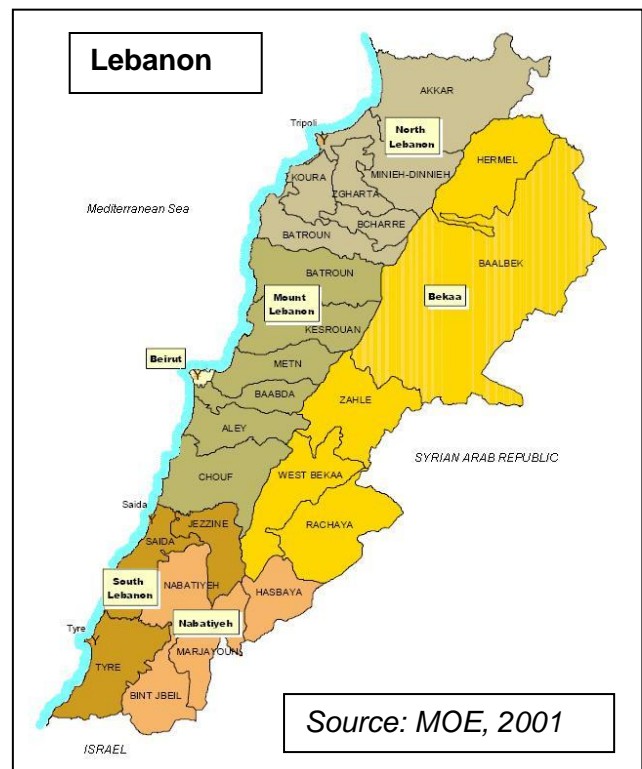 Lebanon
AKKAR
Tripoli
North
Lebanon
HERMEL
KOURA
MINIEH-DINNIEH
ZGHARTA
Mediterranean Sea
BCHARRE
BATROUN
BAALBEK
BATROUN
Mount
Lebanon
Bekaa
KESROUAN
Beirut
METN
BAABDA
ZAHLE
ALEY
SYRIAN ARAB REPUBLIC
CHOUF
WEST BEKAA
Saida
JEZZINE
RACHAYA
SAIDA
South
Lebanon
NABATIYEH
HASBAYA
Nabatiyeh
Tyre
MARJAYOUN
TYRE
BINT JBEIL
Source: MOE, 2001
ISRAEL